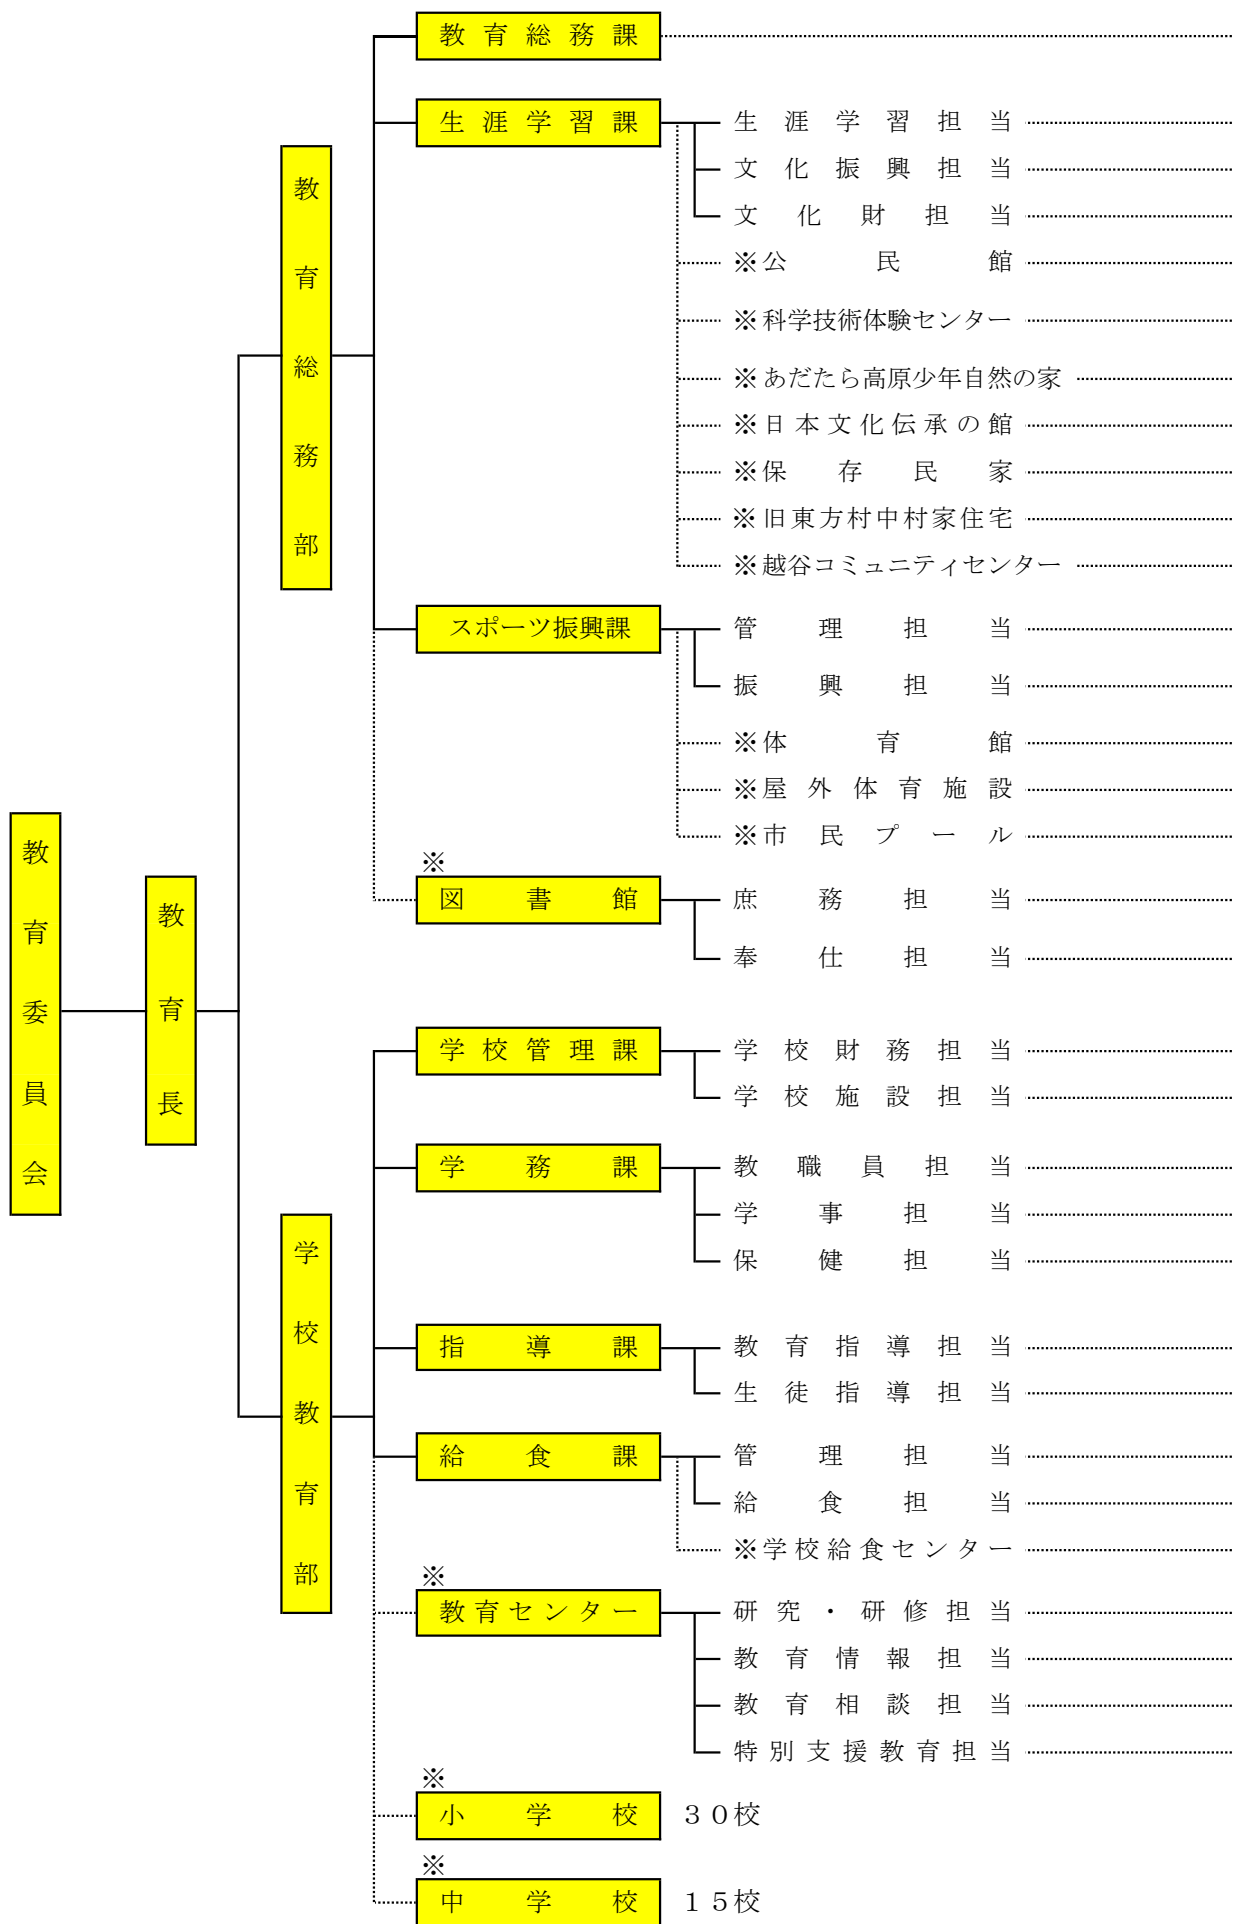 教育委員会
教育長
教育総務部
教育総務課
生涯学習課
生涯学習担当
文化振興担当
文化財担当
※公民館
※科学技術体験センター
※あだたら高原少年自然の家
※日本文化伝承の館
※保存民家
※旧東方村中村家住宅
※越谷コミュニティセンター
スポーツ振興課
管理担当
振興担当
※体育館
※屋外体育施設
※市民プール
※
図書館
庶務担当
奉仕担当
学校教育部
学校管理課
学校財務担当
学校施設担当
学務課
教職員担当
学事担当
保健担当
指導課
教育指導担当
生徒指導担当
給食課
管理担当
給食担当
※学校給食センター
※
教育センター
研究・研修担当
教育情報担当
教育相談担当
特別支援教育担当
※
小学校 ３０校
※
中学校 １５校